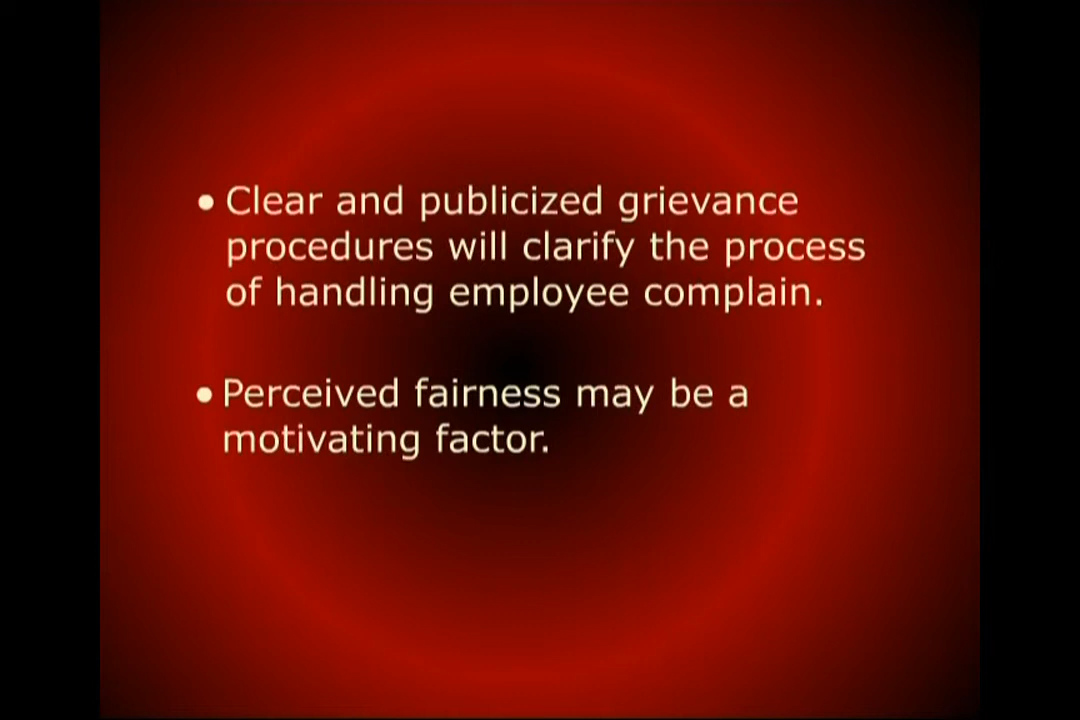 • Clear and publicized grievance
procedures will clarify the process
of handling employee complain.
• Perceived fairness may be a
motivating factor.